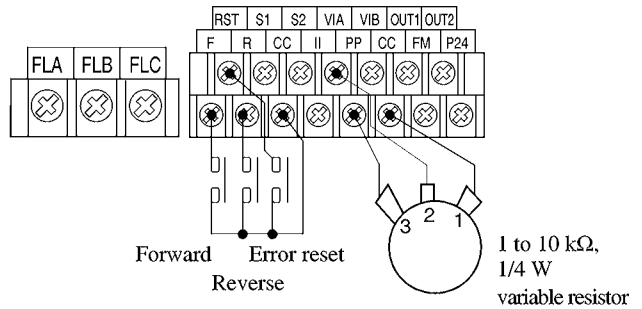 RST S1 S2 VIA VIB OUT1 OUT2
F R CC II PP CC FM P24
FLA FLB FLC
3 2 1
Forward Error reset
Reverse
1 to 10 kΩ,
1/4 W
variable resistor